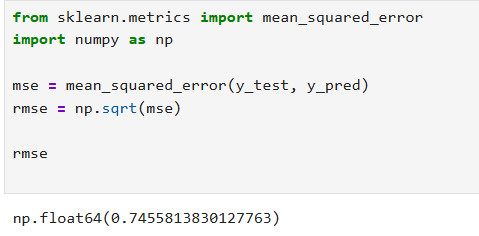 from sklearn.metrics import mean_squared_error
import numpy as np
mse = mean_squared_error(y_test, y_pred)
rmse = np.sqrt(mse)
rmse
np.float64(0.7455813830127763)